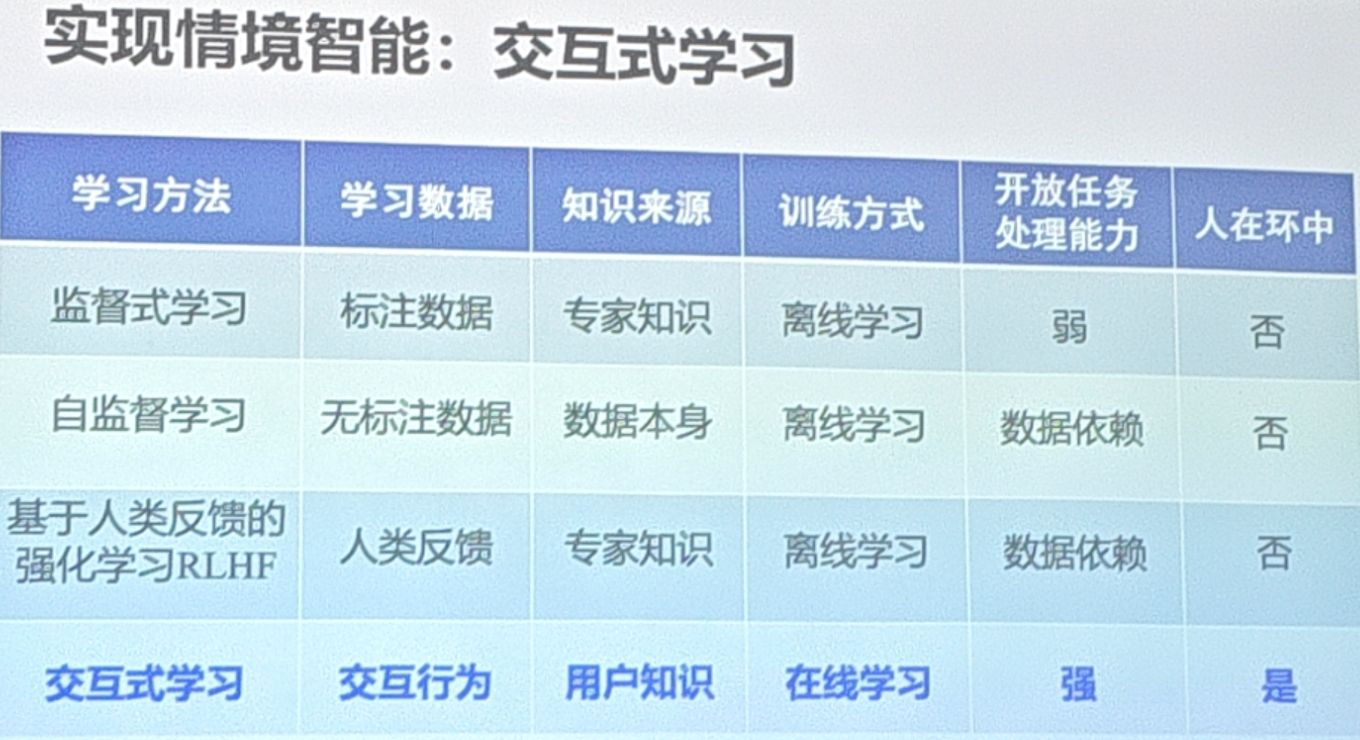 实现情境智能：交互式学习
学习方法 学习数据 知识来源 训练方式 开放任务处理能力 人在环中
监督式学习 标注数据 专家知识 离线学习 弱 否
自监督学习 无标注数据 数据本身 离线学习 数据依赖 否
基于人类反馈的
强化学习RLHF 人类反馈 专家知识 离线学习 数据依赖 否
交互式学习 交互行为 用户知识 在线学习 强 是